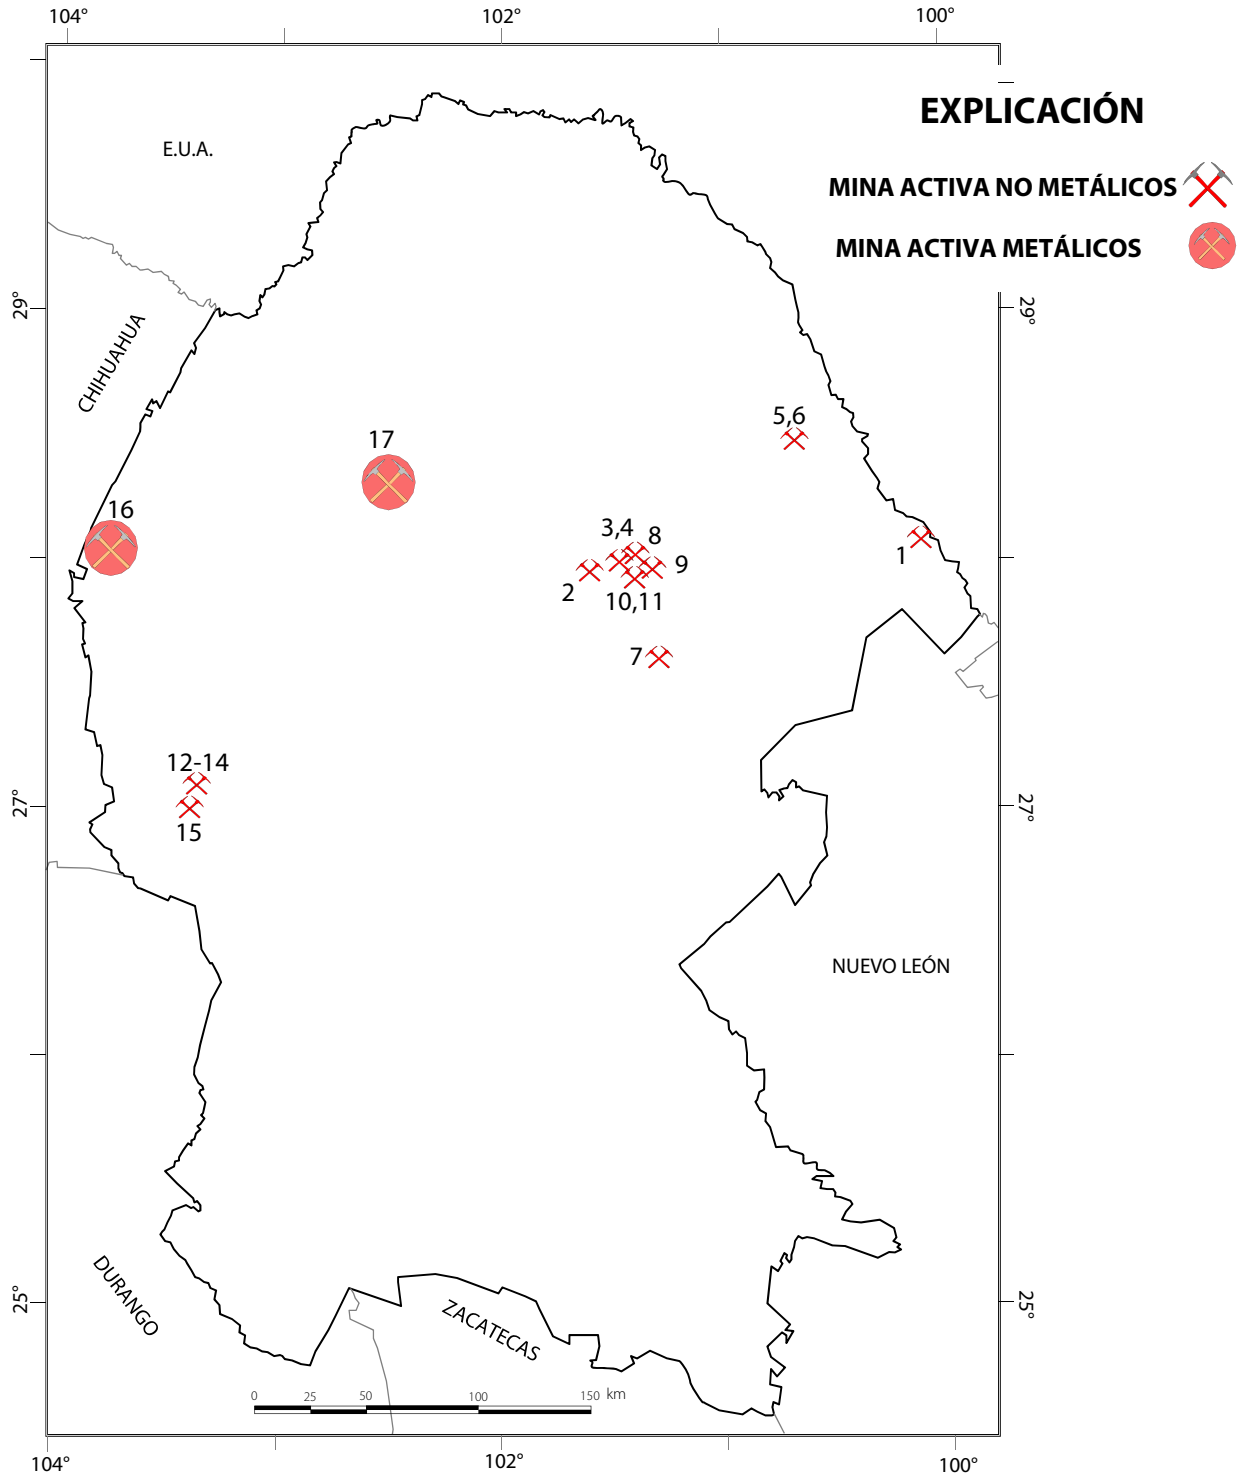 104°
102°
100°
EXPLICACIÓN
E.U.A.
MINA ACTIVA NO METÁLICOS
MINA ACTIVA METÁLICOS
29°
29°
CHIHUAHUA
5,6
17
16
3,4
8
1
9
2
10,11
7
12-14
27°
27°
15
NUEVO LEÓN
DURANGO
25°
25°
ZACATECAS
0 25 50 100 150 km
104°
102°
100°